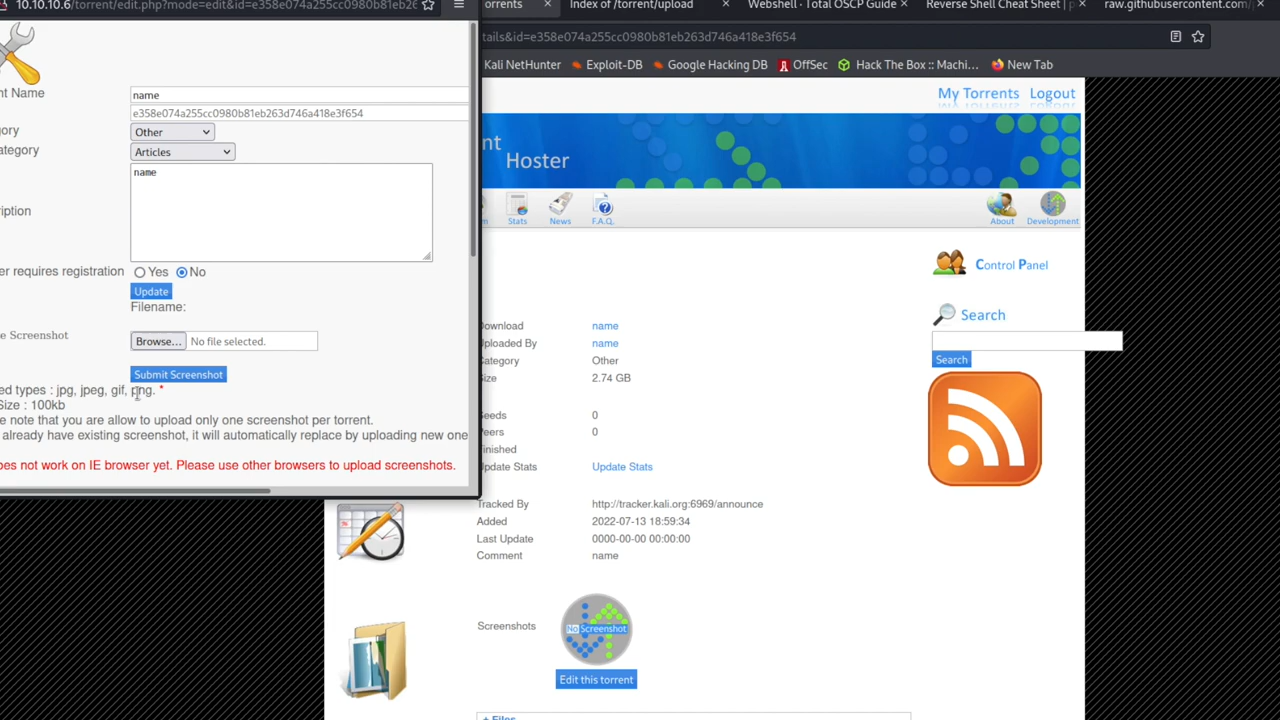 10.10.10.6/torrent/edit.php?mode=edit&id=e358e074a255cc0980b81eb26
orrents
Index of /torrent/upload
Webshell · Total OSCP Guide
Reverse Shell Cheat Sheet | p
raw.githubusercontent.com/
tails&id=e358e074a255cc0980b81eb263d746a418e3f654
Kali NetHunter
Exploit-DB
Google Hacking DB
OffSec
Hack The Box :: Machi...
New Tab
nt Name
name
e358e074a255cc0980b81eb263d746a418e3f654
gory
Other
ategory
Articles
ription
name
er requires registration
Yes
No
Update
Filename:
e Screenshot
Browse...
No file selected.
Submit Screenshot
ed types : jpg, jpeg, gif, png. *
Size : 100kb
e note that you are allow to upload only one screenshot per torrent.
already have existing screenshot, it will automatically replace by uploading new one
oes not work on IE browser yet. Please use other browsers to upload screenshots.
My Torrents
Logout
nt
Hoster
m
Stats
News
F.A.Q.
About
Development
Control Panel
Search
Search
Download
name
Uploaded By
name
Category
Other
Size
2.74 GB
Seeds
0
Peers
0
Finished
Update Stats
Update Stats
Tracked By
http://tracker.kali.org:6969/announce
Added
2022-07-13 18:59:34
Last Update
0000-00-00 00:00:00
Comment
name
Screenshots
No Screenshot
Edit this torrent
+ Files